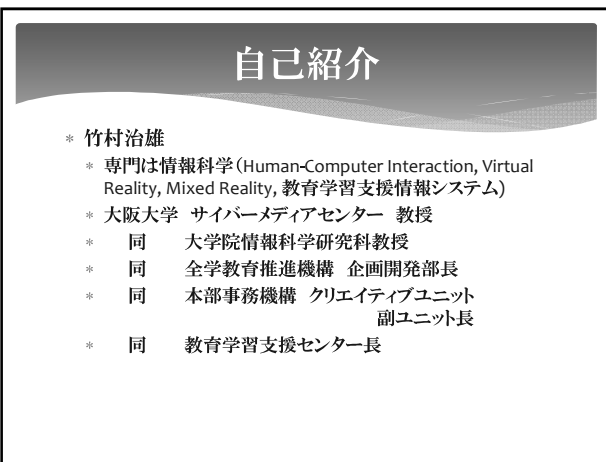 自己紹介
* 竹村治雄
* 専門は情報科学(Human-Computer Interaction, Virtual
Reality, Mixed Reality, 教育学習支援情報システム)
* 大阪大学 サイバーメディアセンター 教授
* 同 大学院情報科学研究科教授
* 同 全学教育推進機構 企画開発部長
* 同 本部事務機構 クリエイティブユニット
副ユニット長
* 同 教育学習支援センター長